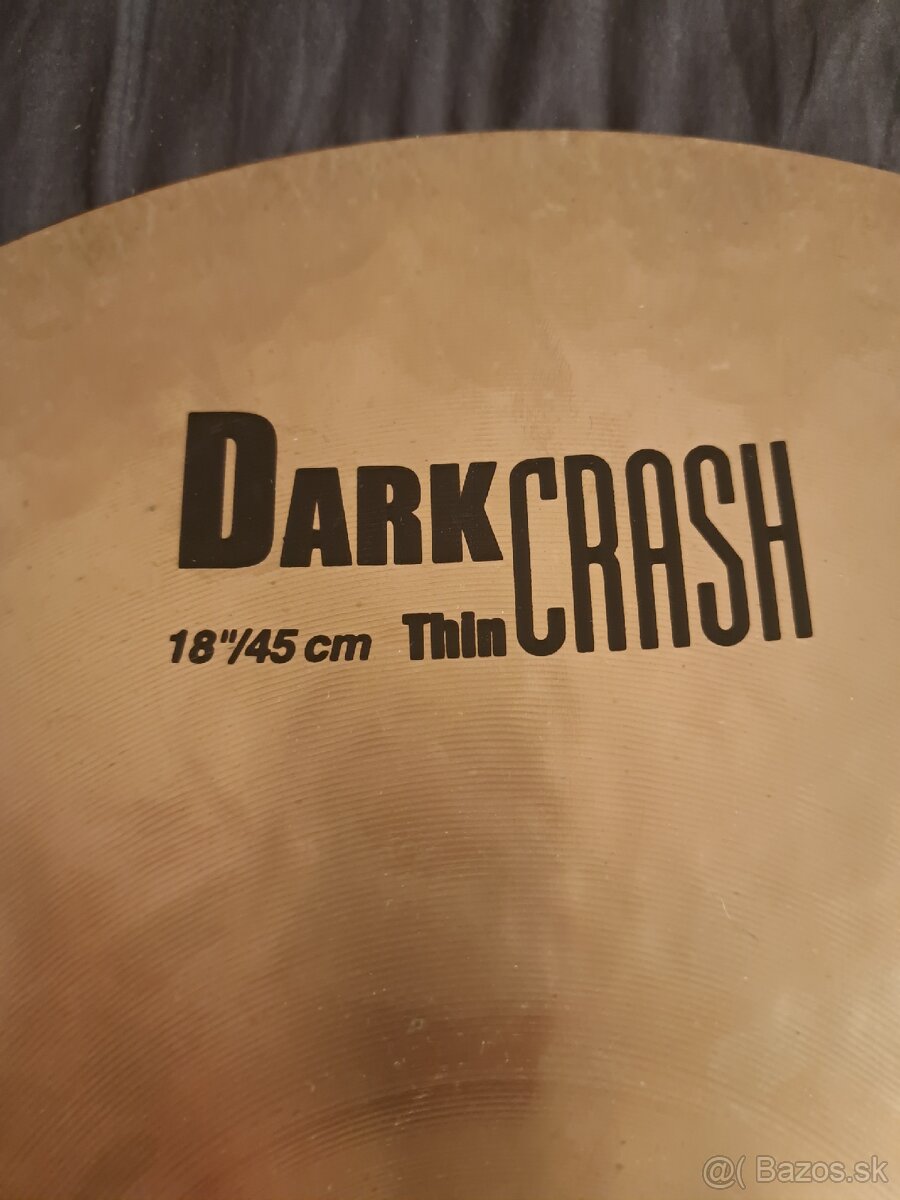 DARK CRASH
18"/45 cm Thin
@( Bazos.sk